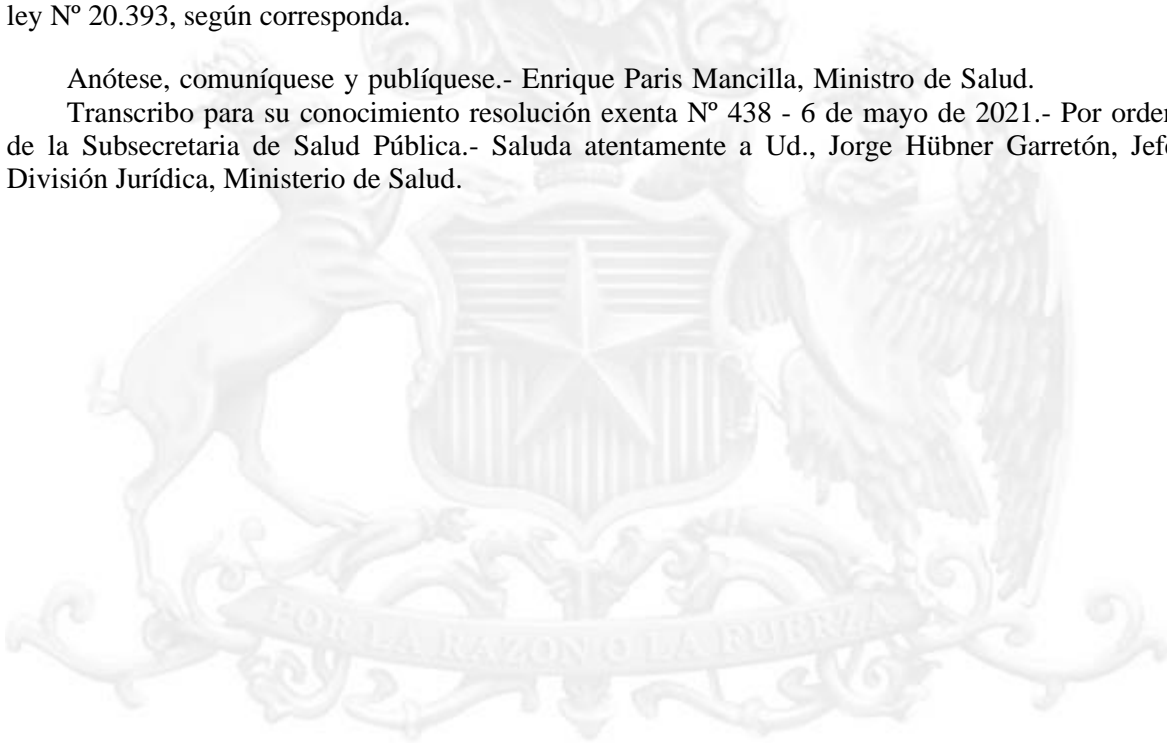 ley Nº 20.393, según corresponda.
Anótese, comuníquese y publíquese.- Enrique Paris Mancilla, Ministro de Salud.
Transcribo para su conocimiento resolución exenta Nº 438 - 6 de mayo de 2021.- Por orden
de la Subsecretaria de Salud Pública.- Saluda atentamente a Ud., Jorge Hübner Garretón, Jefe
División Jurídica, Ministerio de Salud.
POR LA RAZON O LA FUERZA